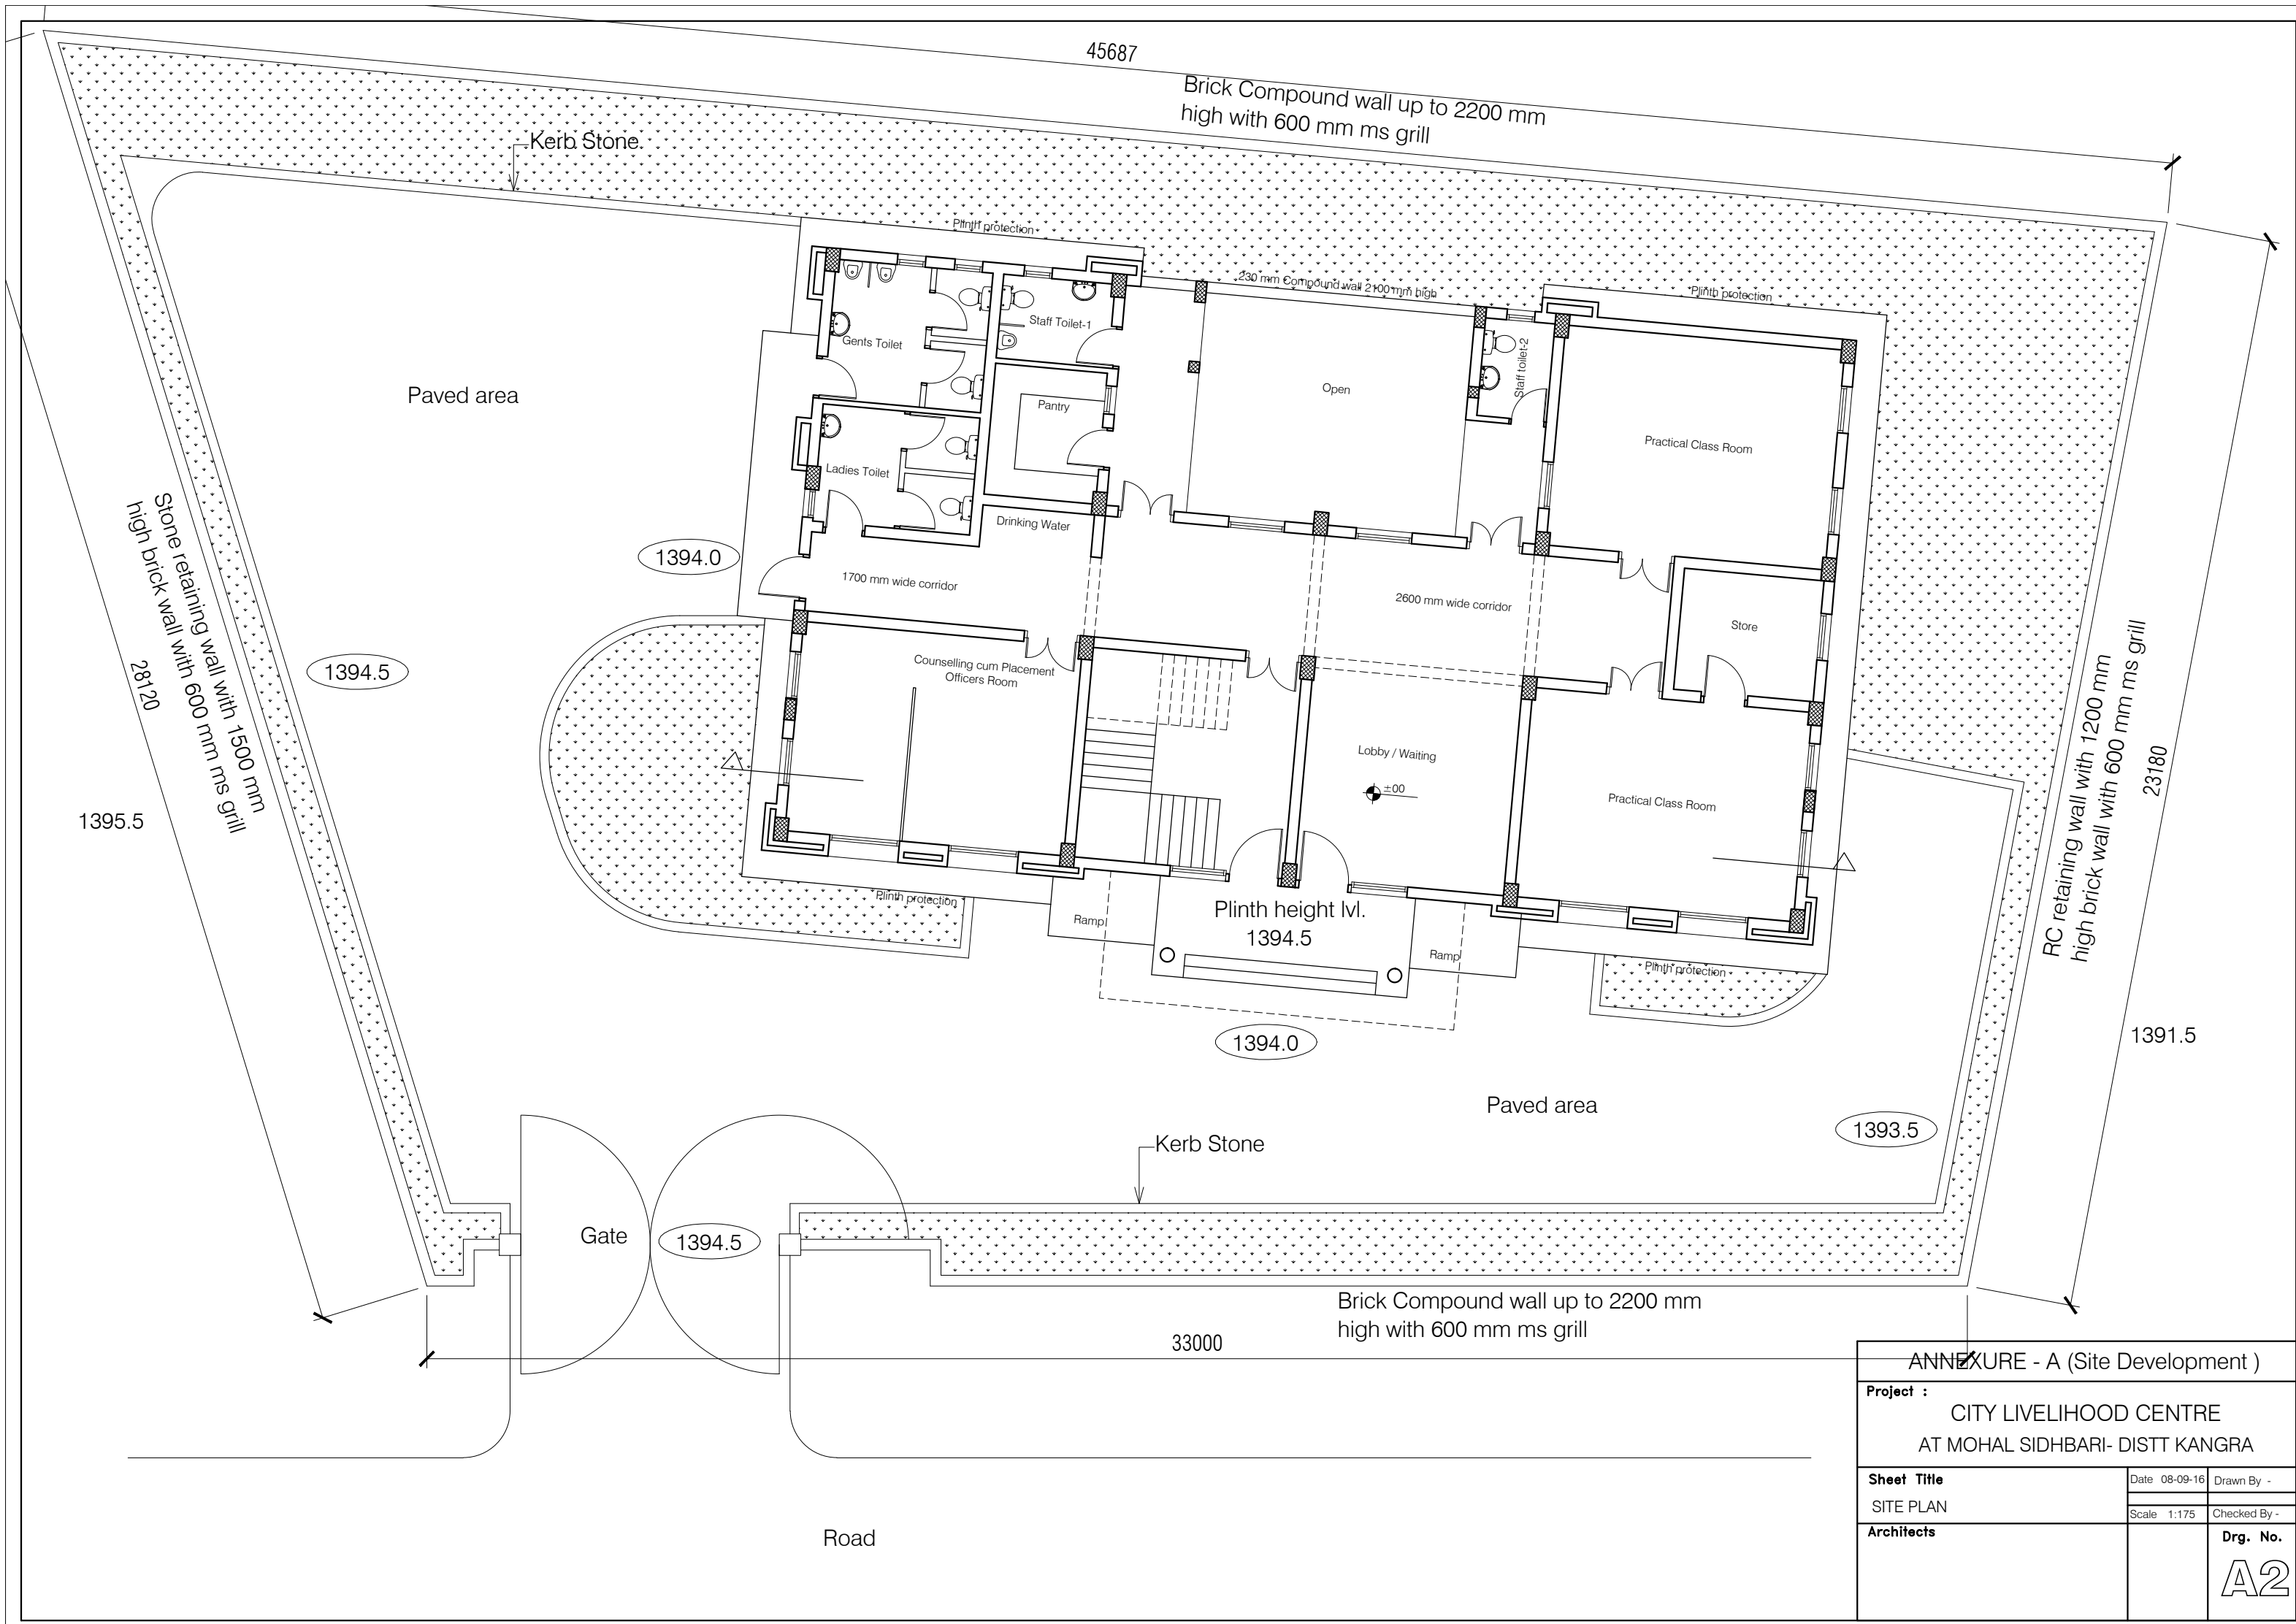 45687
Brick Compound wall up to 2200 mm
high with 600 mm ms grill
Kerb Stone
Plinth protection
230 mm Compound wall 2100 mm high
Plinth protection
Staff Toilet-1
Gents Toilet
Staff toilet-2
Open
Paved area
Pantry
Practical Class Room
Ladies Toilet
Drinking Water
1394.0
1700 mm wide corridor
2600 mm wide corridor
Store
Stone retaining wall with 1500 mm
high brick wall with 600 mm ms grill
28120
1394.5
Counselling cum Placement
Officers Room
RC retaining wall with 1200 mm
high brick wall with 600 mm ms grill
23180
Lobby / Waiting
±00
Practical Class Room
1395.5
Plinth protection
Ramp
Plinth height lvl.
1394.5
Ramp
Plinth protection
1394.0
1391.5
Paved area
1393.5
Kerb Stone
Gate
1394.5
Brick Compound wall up to 2200 mm
high with 600 mm ms grill
33000
Road
ANNEXURE - A (Site Development )
Project :
CITY LIVELIHOOD CENTRE
AT MOHAL SIDHBARI- DISTT KANGRA
Sheet Title
SITE PLAN
Date 08-09-16
Drawn By -
Scale 1:175
Checked By -
Architects
Drg. No.
A2